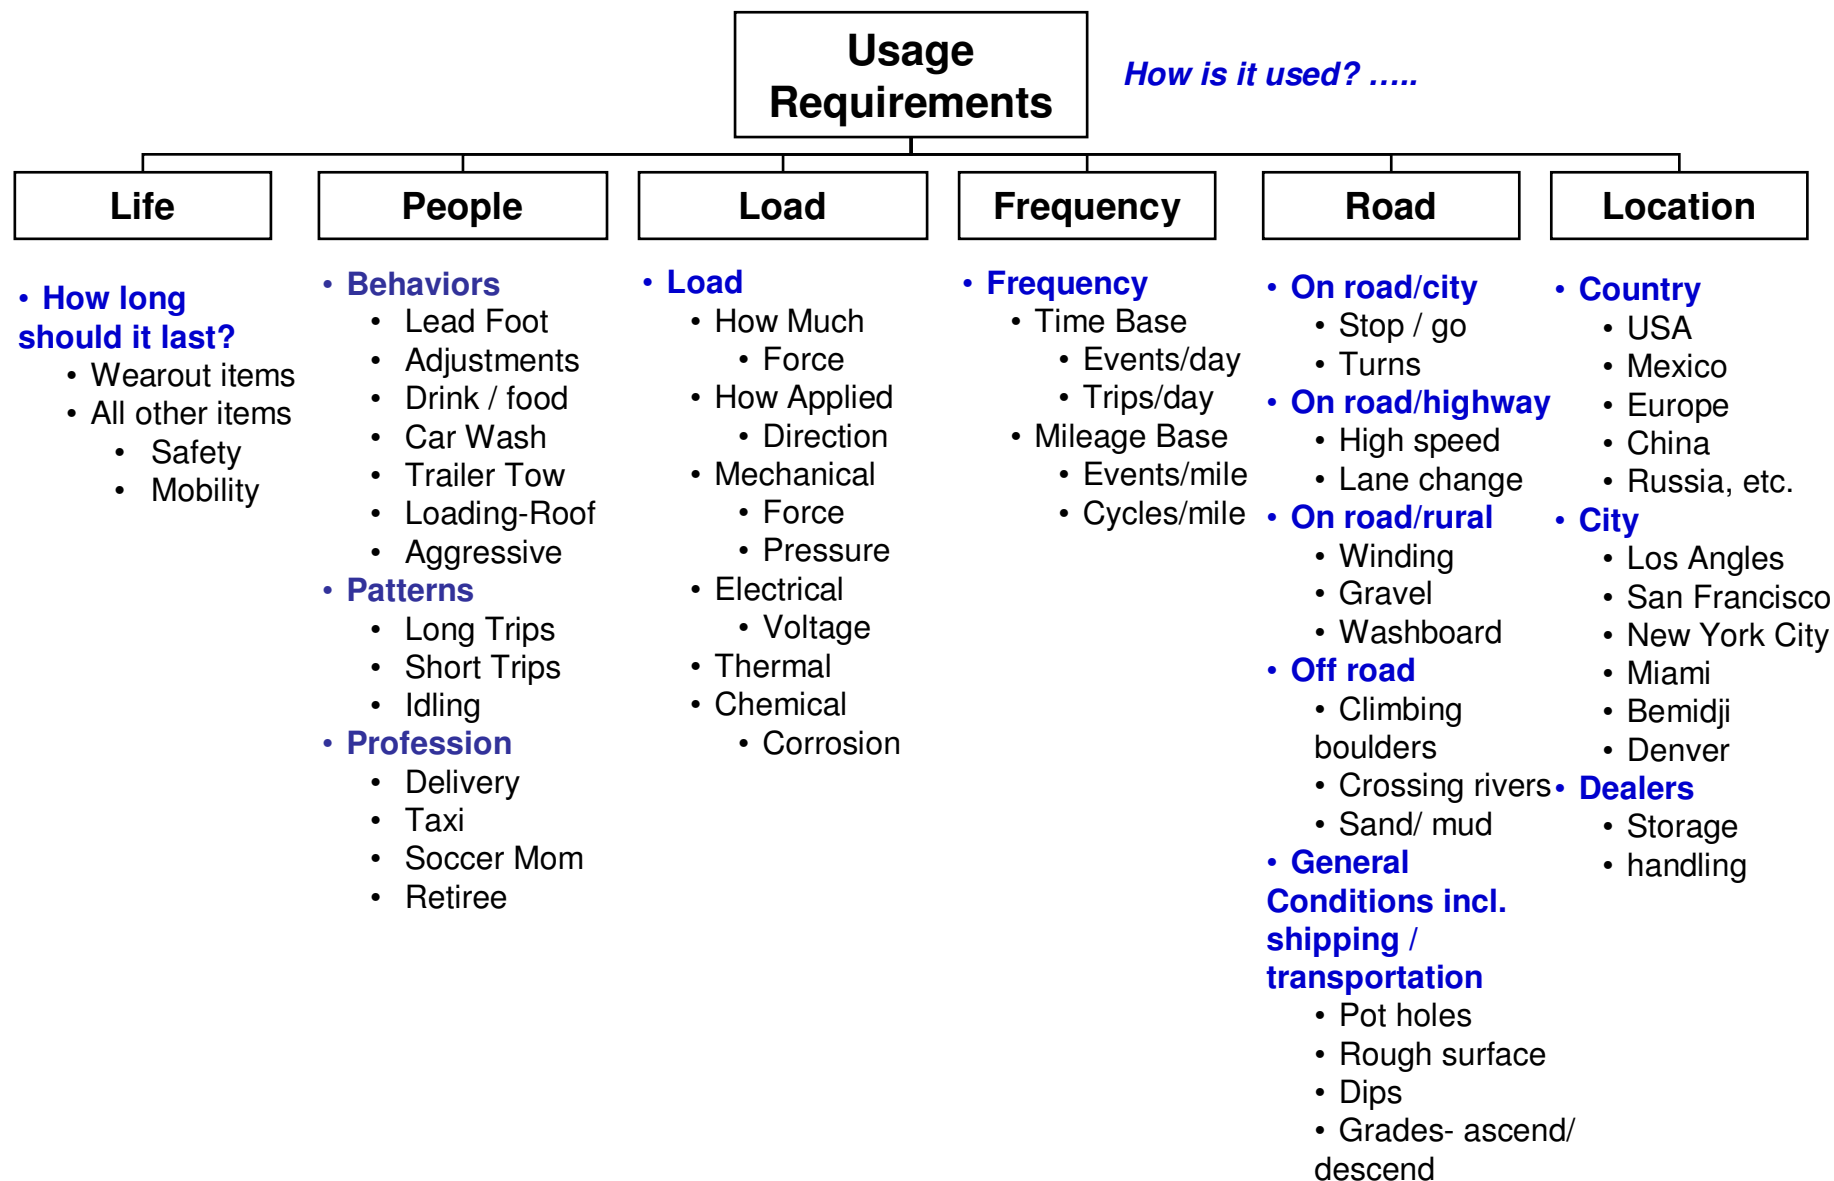 Usage
Requirements
How is it used? .....
Life
People
Load
Frequency
Road
Location
• How long
should it last?
• Wearout items
• All other items
• Safety
• Mobility
• Behaviors
• Lead Foot
• Adjustments
• Drink / food
• Car Wash
• Trailer Tow
• Loading-Roof
• Aggressive
• Patterns
• Long Trips
• Short Trips
• Idling
• Profession
• Delivery
• Taxi
• Soccer Mom
• Retiree
• Load
• How Much
• Force
• How Applied
• Direction
• Mechanical
• Force
• Pressure
• Electrical
• Voltage
• Thermal
• Chemical
• Corrosion
• Frequency
• Time Base
• Events/day
• Trips/day
• Mileage Base
• Events/mile
• Cycles/mile
• On road/city
• Stop / go
• Turns
• On road/highway
• High speed
• Lane change
• On road/rural
• Winding
• Gravel
• Washboard
• Off road
• Climbing
boulders
• Crossing rivers
• Sand/ mud
• General
Conditions incl.
shipping /
transportation
• Pot holes
• Rough surface
• Dips
• Grades- ascend/
descend
• Country
• USA
• Mexico
• Europe
• China
• Russia, etc.
• City
• Los Angles
• San Francisco
• New York City
• Miami
• Bemidji
• Denver
• Dealers
• Storage
• handling